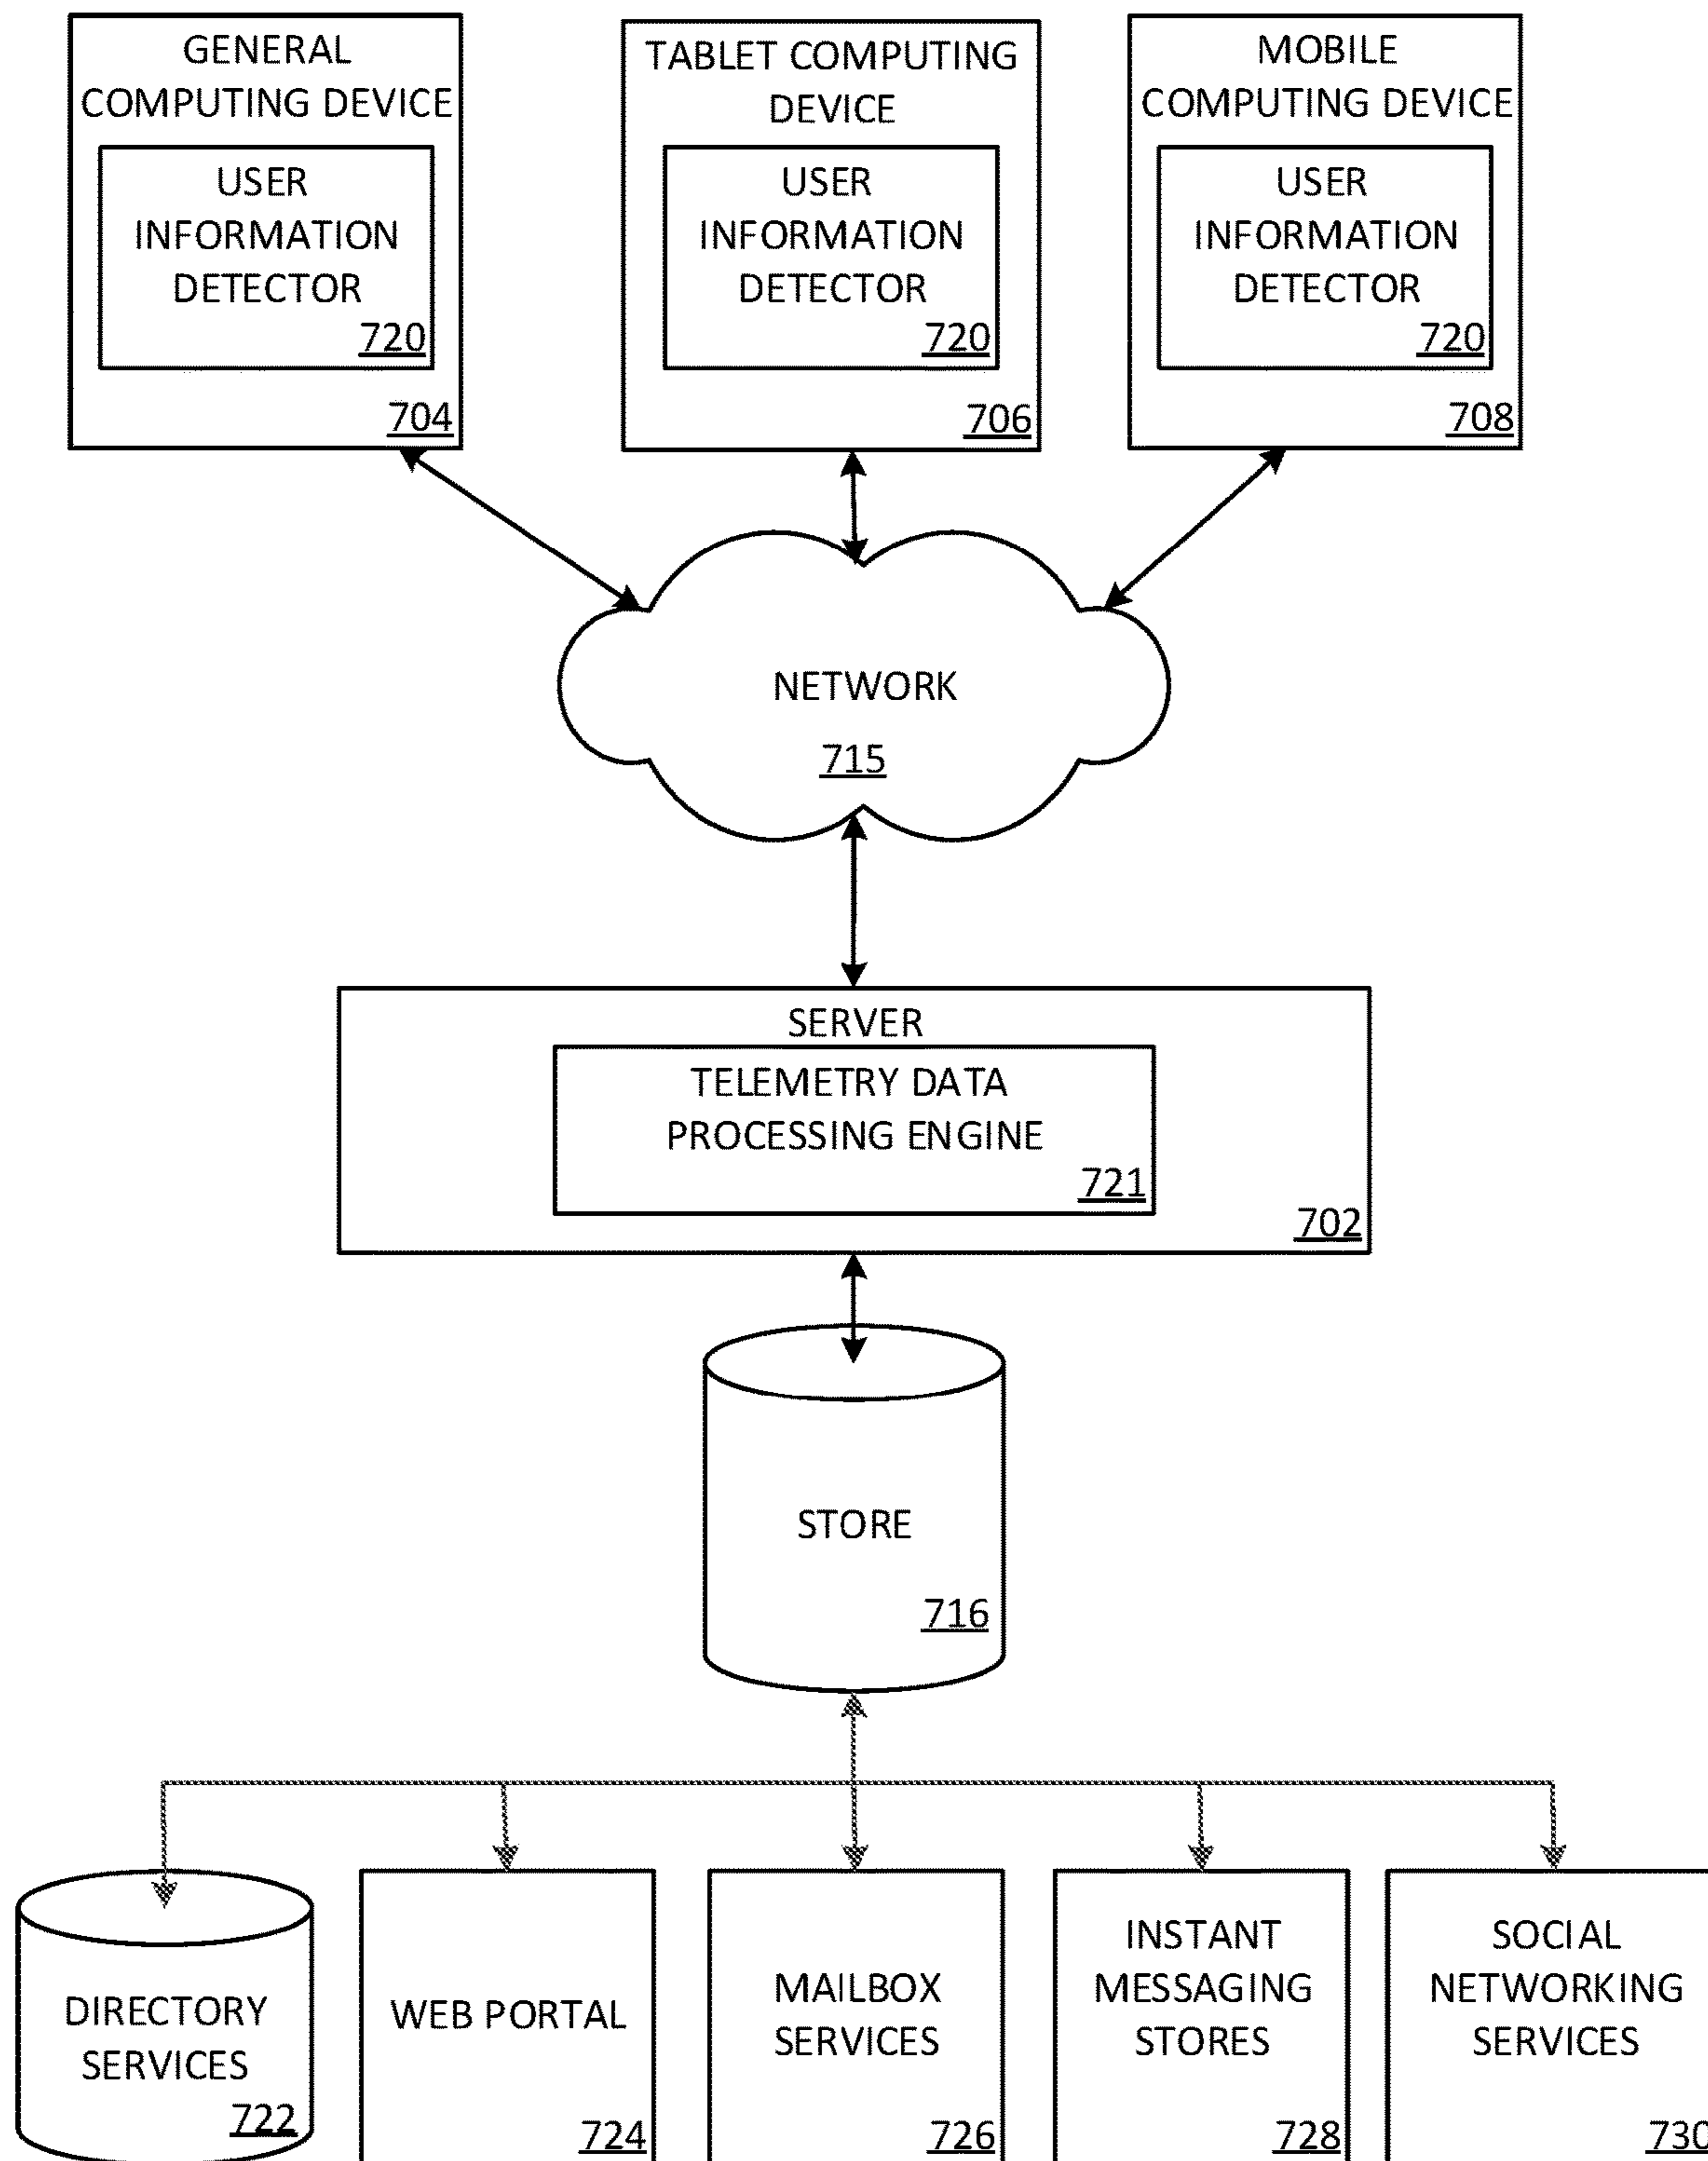 GENERAL
COMPUTING DEVICE
USER
INFORMATION
DETECTOR
720
704
TABLET COMPUTING
DEVICE
USER
INFORMATION
DETECTOR
720
706
MOBILE
COMPUTING DEVICE
USER
INFORMATION
DETECTOR
720
708
NETWORK
715
SERVER
TELEMETRY DATA
PROCESSING ENGINE
721
702
STORE
716
DIRECTORY
SERVICES
722
WEB PORTAL
724
MAILBOX
SERVICES
726
INSTANT
MESSAGING
STORES
728
SOCIAL
NETWORKING
SERVICES
730